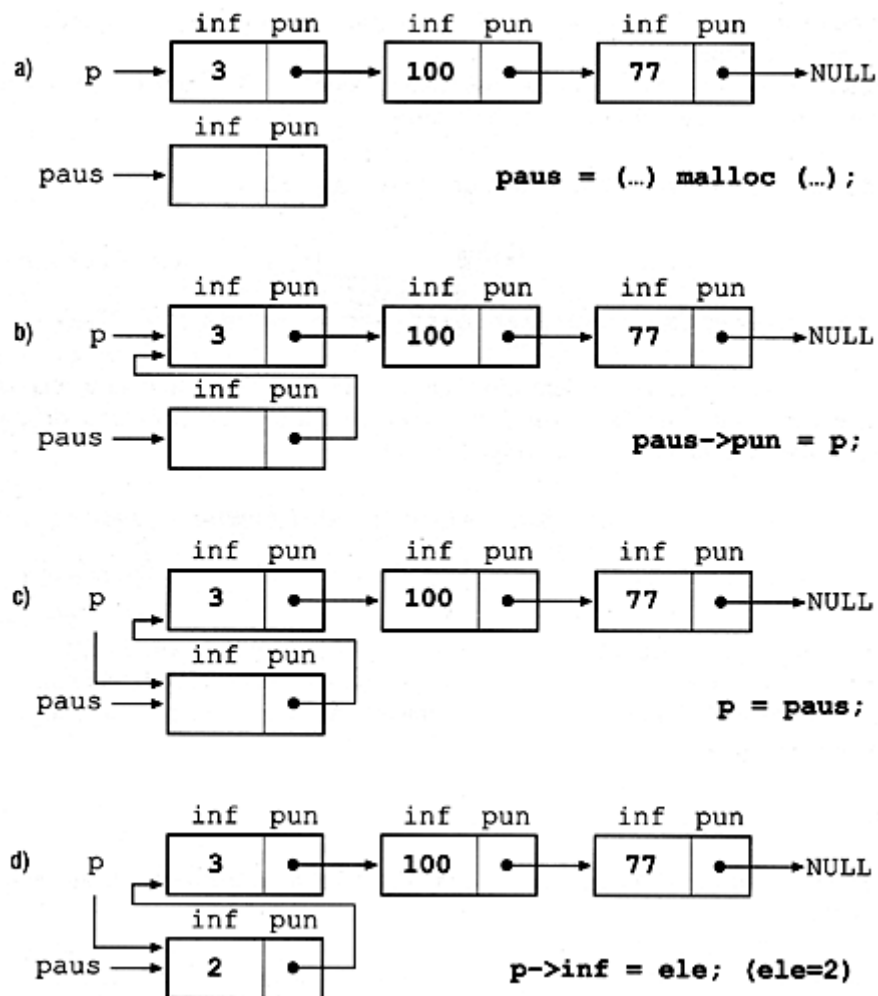 inf pun inf pun inf pun
a) p 3 100 77 NULL
inf pun
paus paus = (…) malloc (…);
inf pun inf pun inf pun
b) p 3 100 77 NULL
inf pun
paus paus->pun = p;
inf pun inf pun inf pun
c) p 3 100 77 NULL
inf pun
paus p = paus;
inf pun inf pun inf pun
d) p 3 100 77 NULL
inf pun
paus 2 p->inf = ele; (ele=2)